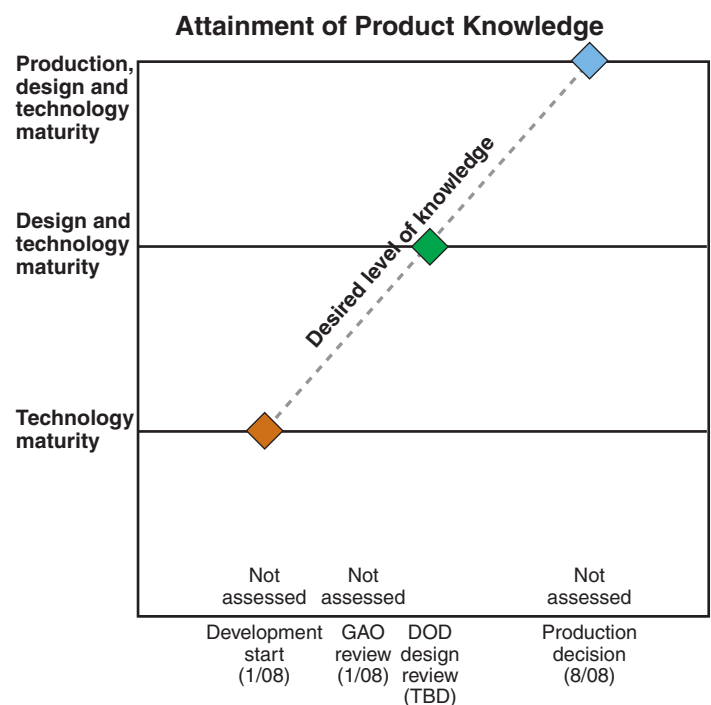 Attainment of Product Knowledge
Production,
design and
technology
maturity
Design and
technology
maturity
Technology
maturity
Desired level of knowledge
Not
assessed
Not
assessed
Not
assessed
Development
start
(1/08)
GAO
review
(1/08)
DOD
design
review
(TBD)
Production
decision
(8/08)